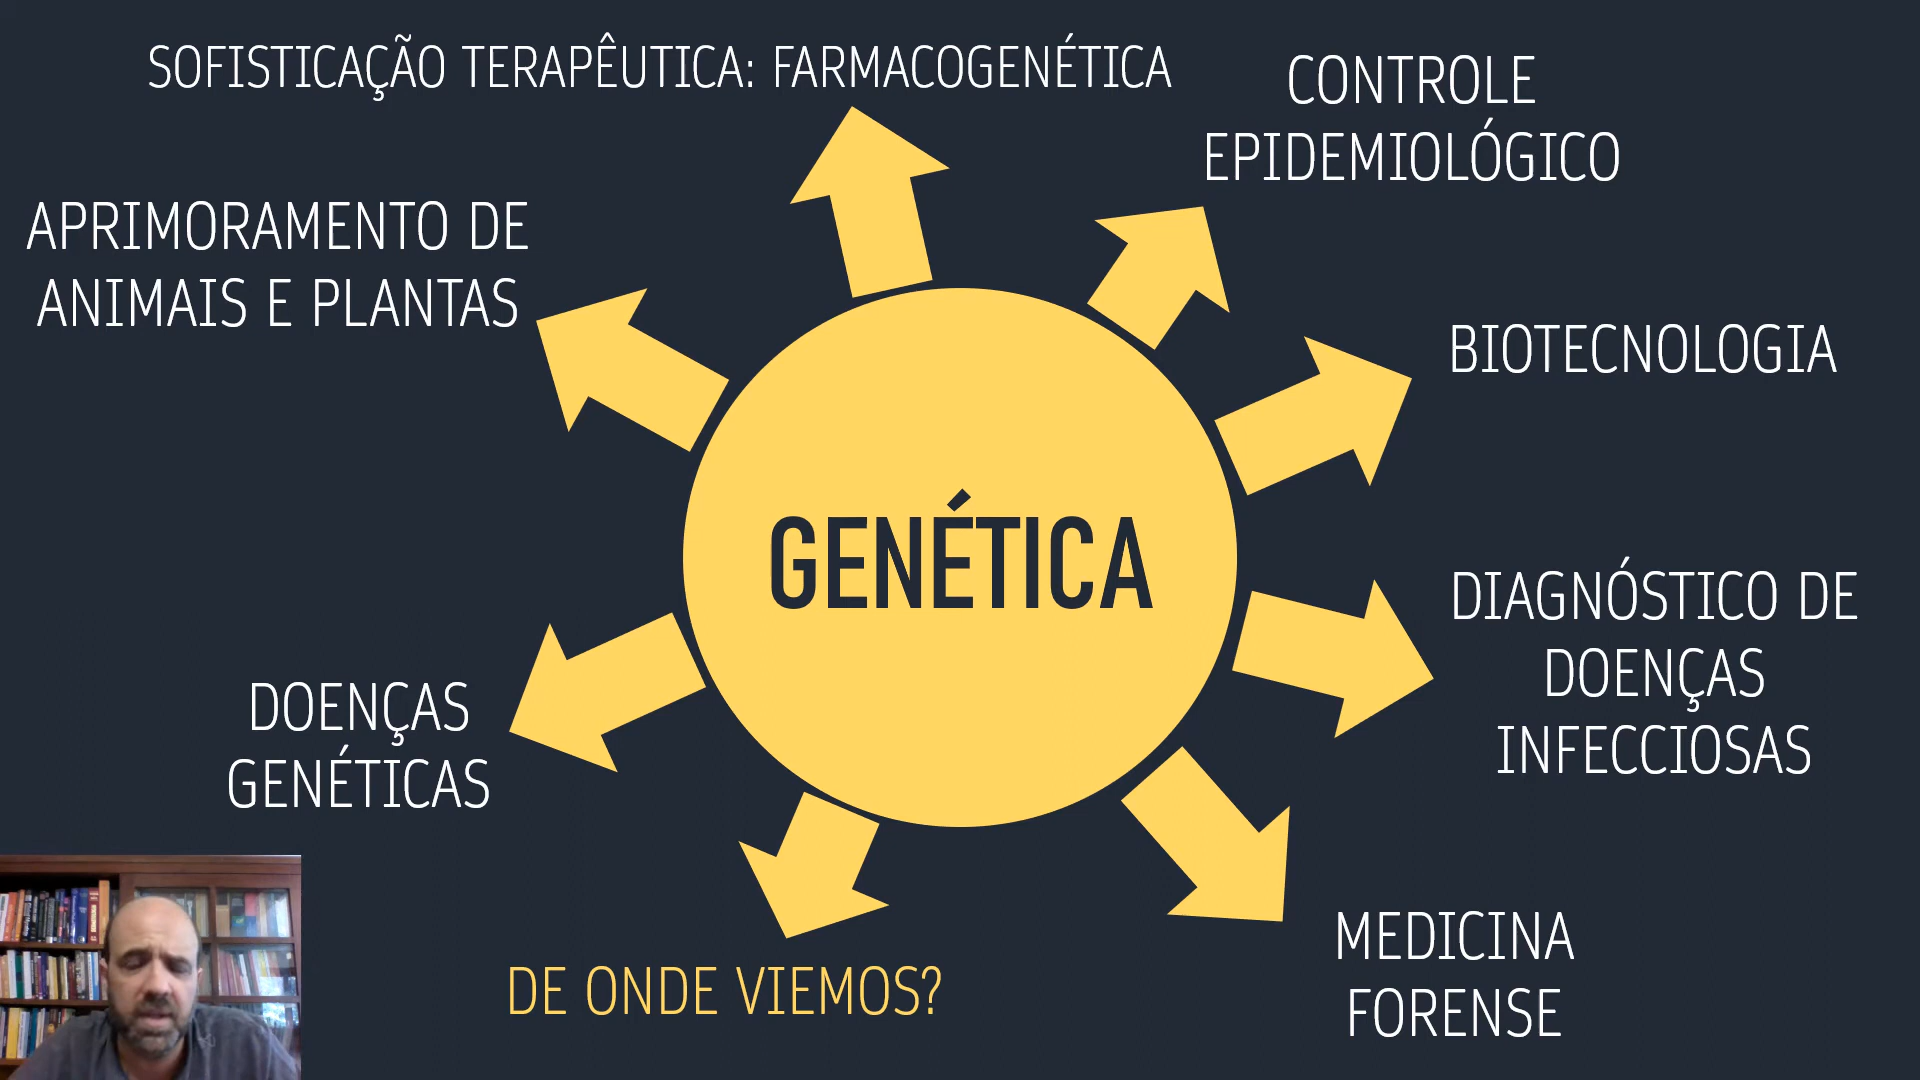 SOFISTICAÇÃO TERAPÊUTICA: FARMACOGENÉTICA
CONTROLE
EPIDEMIOLÓGICO
APRIMORAMENTO DE
ANIMAIS E PLANTAS
BIOTECNOLOGIA
GENÉTICA
DIAGNÓSTICO DE
DOENÇAS
INFECCIOSAS
DOENÇAS
GENÉTICAS
MEDICINA
FORENSE
DE ONDE VIEMOS?